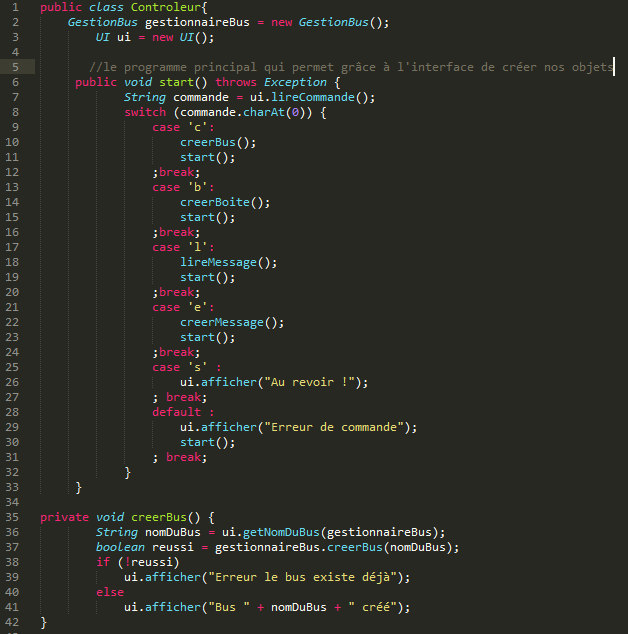 1 public class Controleur{
2 GestionBus gestionnaireBus = new GestionBus();
3 UI ui = new UI();
4
5 //le programme principal qui permet grâce à l'interface de créer nos objets
6 public void start() throws Exception {
7 String commande = ui.lireCommande();
8 switch (commande.charAt(0)) {
9 case 'c':
10 creerBus();
11 start();
12 ;break;
13 case 'b':
14 creerBoite();
15 start();
16 ;break;
17 case 'l':
18 lireMessage();
19 start();
20 ;break;
21 case 'e':
22 creerMessage();
23 start();
24 ;break;
25 case 's' :
26 ui.afficher("Au revoir !");
27 ; break;
28 default :
29 ui.afficher("Erreur de commande");
30 start();
31 ; break;
32 }
33 }
34
35 private void creerBus() {
36 String nomDuBus = ui.getNomDuBus(gestionnaireBus);
37 boolean reussi = gestionnaireBus.creerBus(nomDuBus);
38 if (!reussi)
39 ui.afficher("Erreur le bus existe déjà");
40 else
41 ui.afficher("Bus " + nomDuBus + " créé");
42 }